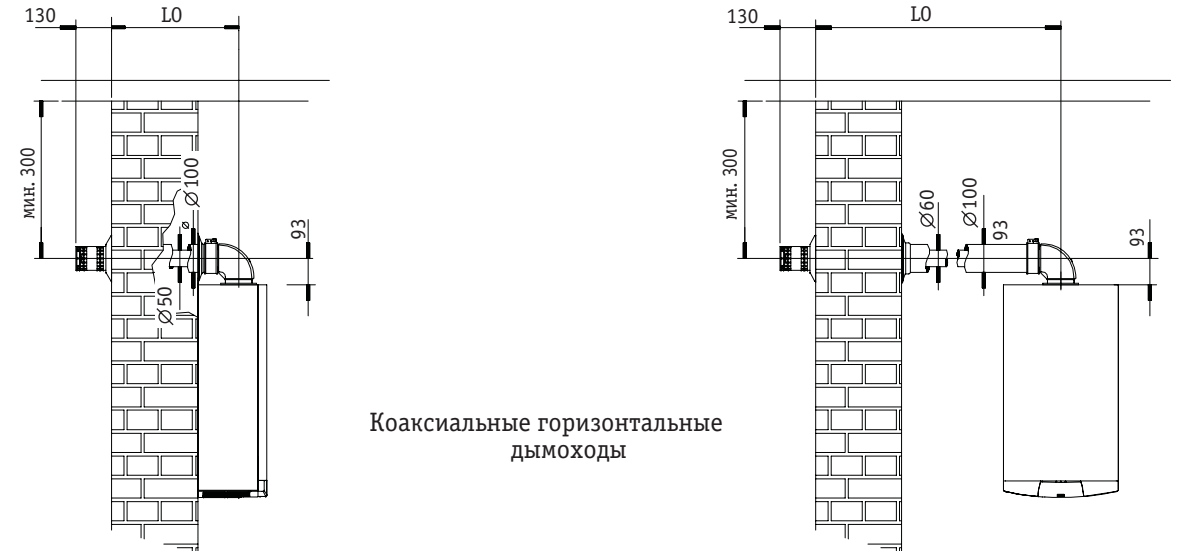 130
L0
мин. 300
Ø100
ø
93
Ø50
130
L0
мин. 300
Ø60
Ø100
93
93
Коаксиальные горизонтальные
дымоходы